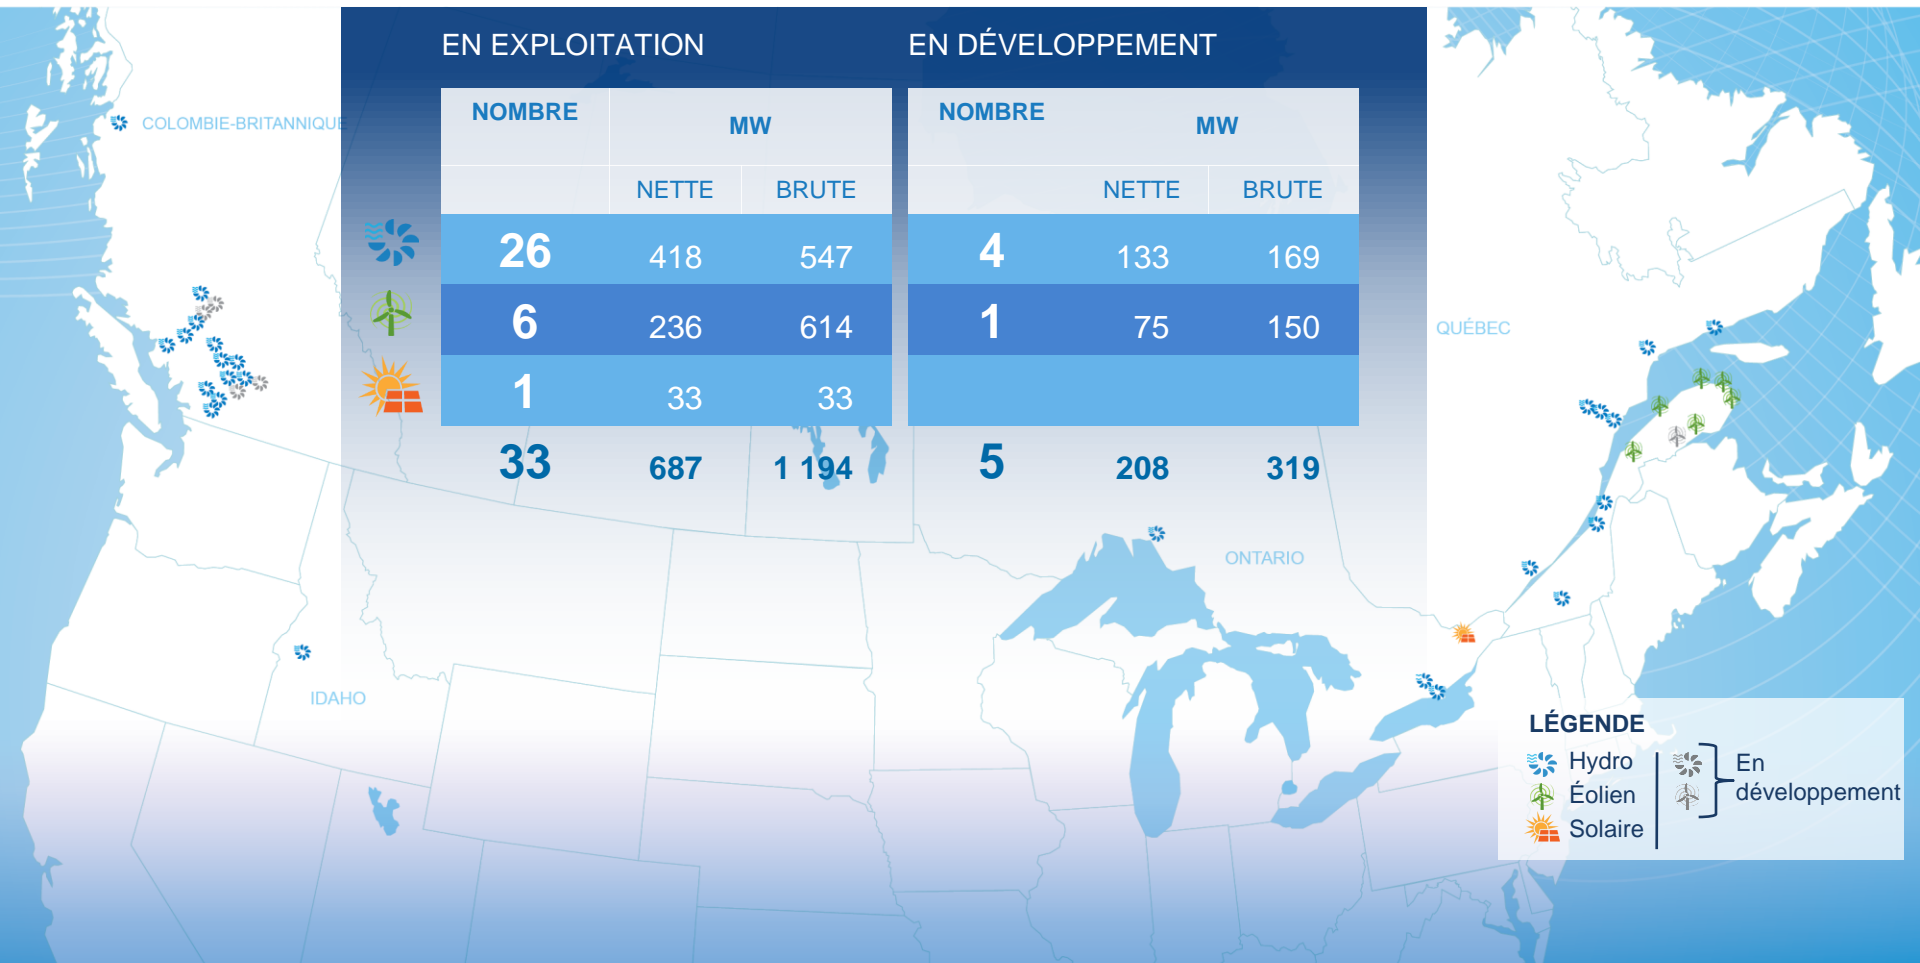 EN EXPLOITATION
EN DÉVELOPPEMENT
NOMBRE MW
NETTE BRUTE
26 418 547
6 236 614
1 33 33
33 687 1 194
NOMBRE MW
NETTE BRUTE
4 133 169
1 75 150
5 208 319
COLOMBIE-BRITANNIQUE
QUÉBEC
ONTARIO
IDAHO
LÉGENDE
Hydro
Éolien
Solaire
En
développement